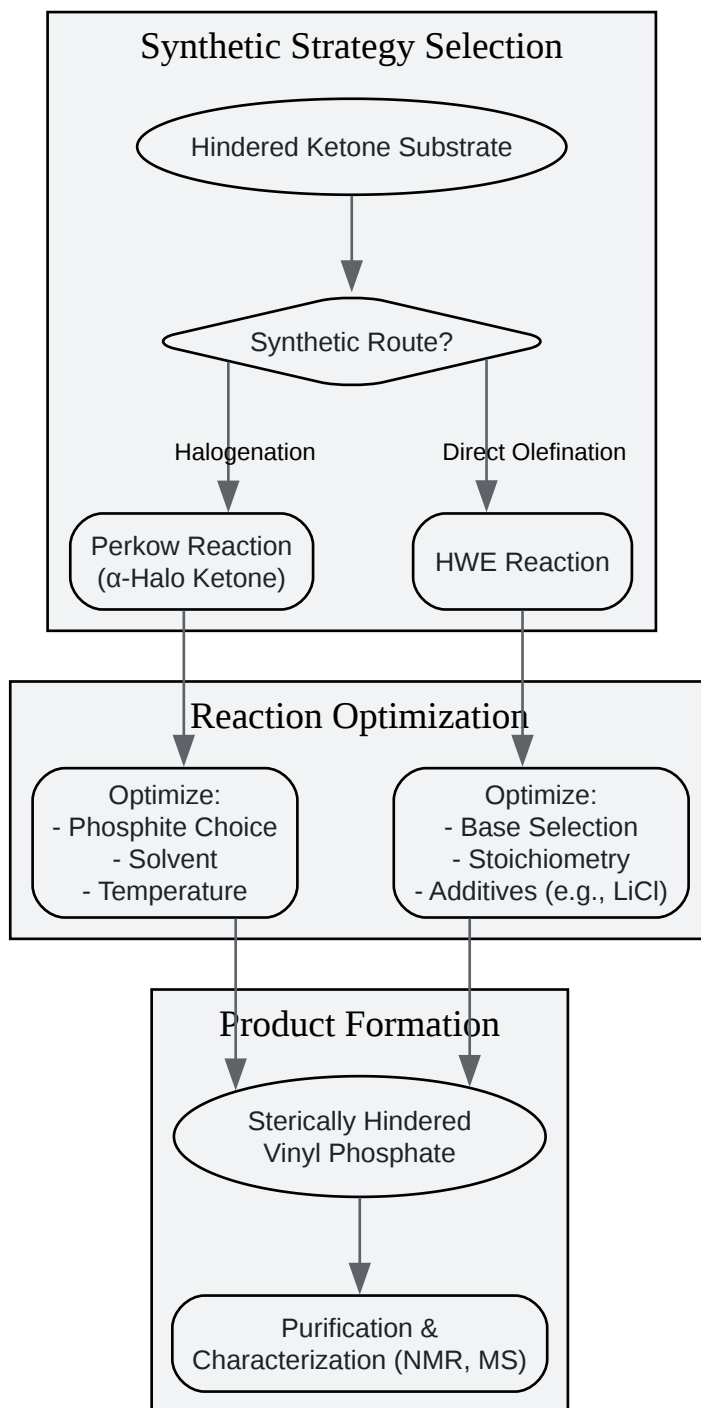 Synthetic Strategy Selection
Hindered Ketone Substrate
Synthetic Route?
Halogenation
Direct Olefination
Perkow Reaction
(α-Halo Ketone)
HWE Reaction
Reaction Optimization
Optimize:
- Phosphite Choice
- Solvent
- Temperature
Optimize:
- Base Selection
- Stoichiometry
- Additives (e.g., LiCl)
Product Formation
Sterically Hindered
Vinyl Phosphate
Purification &
Characterization (NMR, MS)